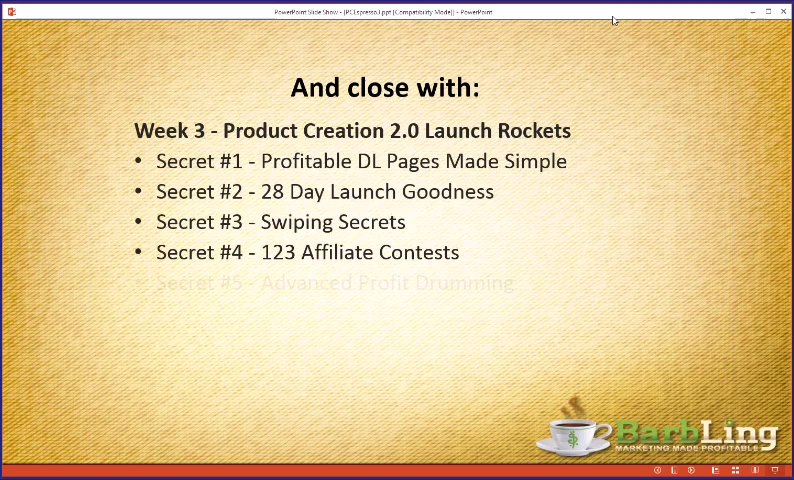 PowerPoint Slide Show - [PCEspresso3.ppt [Compatibility Mode]] - PowerPoint
And close with:
Week 3 - Product Creation 2.0 Launch Rockets
• Secret #1 - Profitable DL Pages Made Simple
• Secret #2 - 28 Day Launch Goodness
• Secret #3 - Swiping Secrets
• Secret #4 - 123 Affiliate Contests
Secret #5 - Advanced Profit Drumming
$
BarbLing
MARKETING MADE PROFITABLE